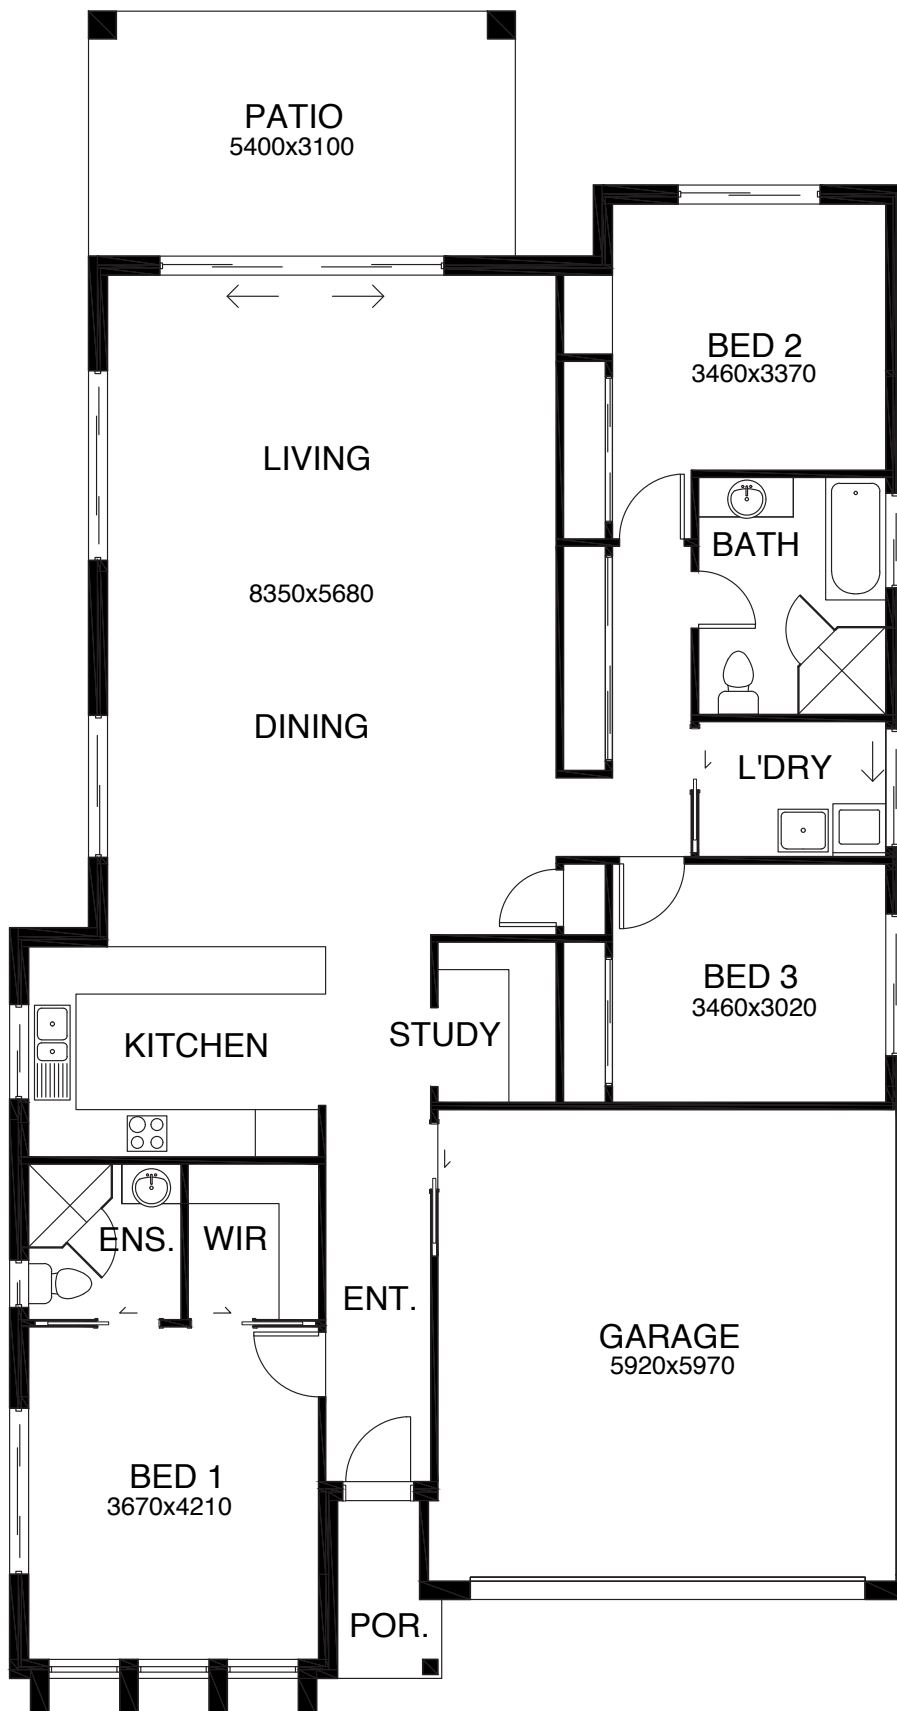 PATIO
5400x3100
BED 2
3460x3370
LIVING
BATH
8350x5680
DINING
L'DRY
BED 3
3460x3020
STUDY
KITCHEN
ENS.
WIR
ENT.
GARAGE
5920x5970
BED 1
3670x4210
POR.